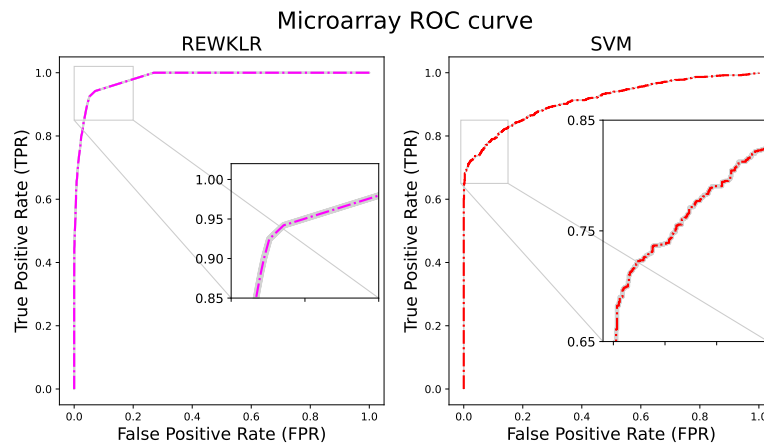 Microarray ROC curve
REWKLR
True Positive Rate (TPR)
1.0
0.8
0.6
0.4
0.2
0.0
1.00
0.95
0.90
0.85
0.0 0.2 0.4 0.6 0.8 1.0
False Positive Rate (FPR)
SVM
True Positive Rate (TPR)
1.0
0.8
0.6
0.4
0.2
0.0
0.85
0.75
0.65
0.0 0.2 0.4 0.6 0.8 1.0
False Positive Rate (FPR)